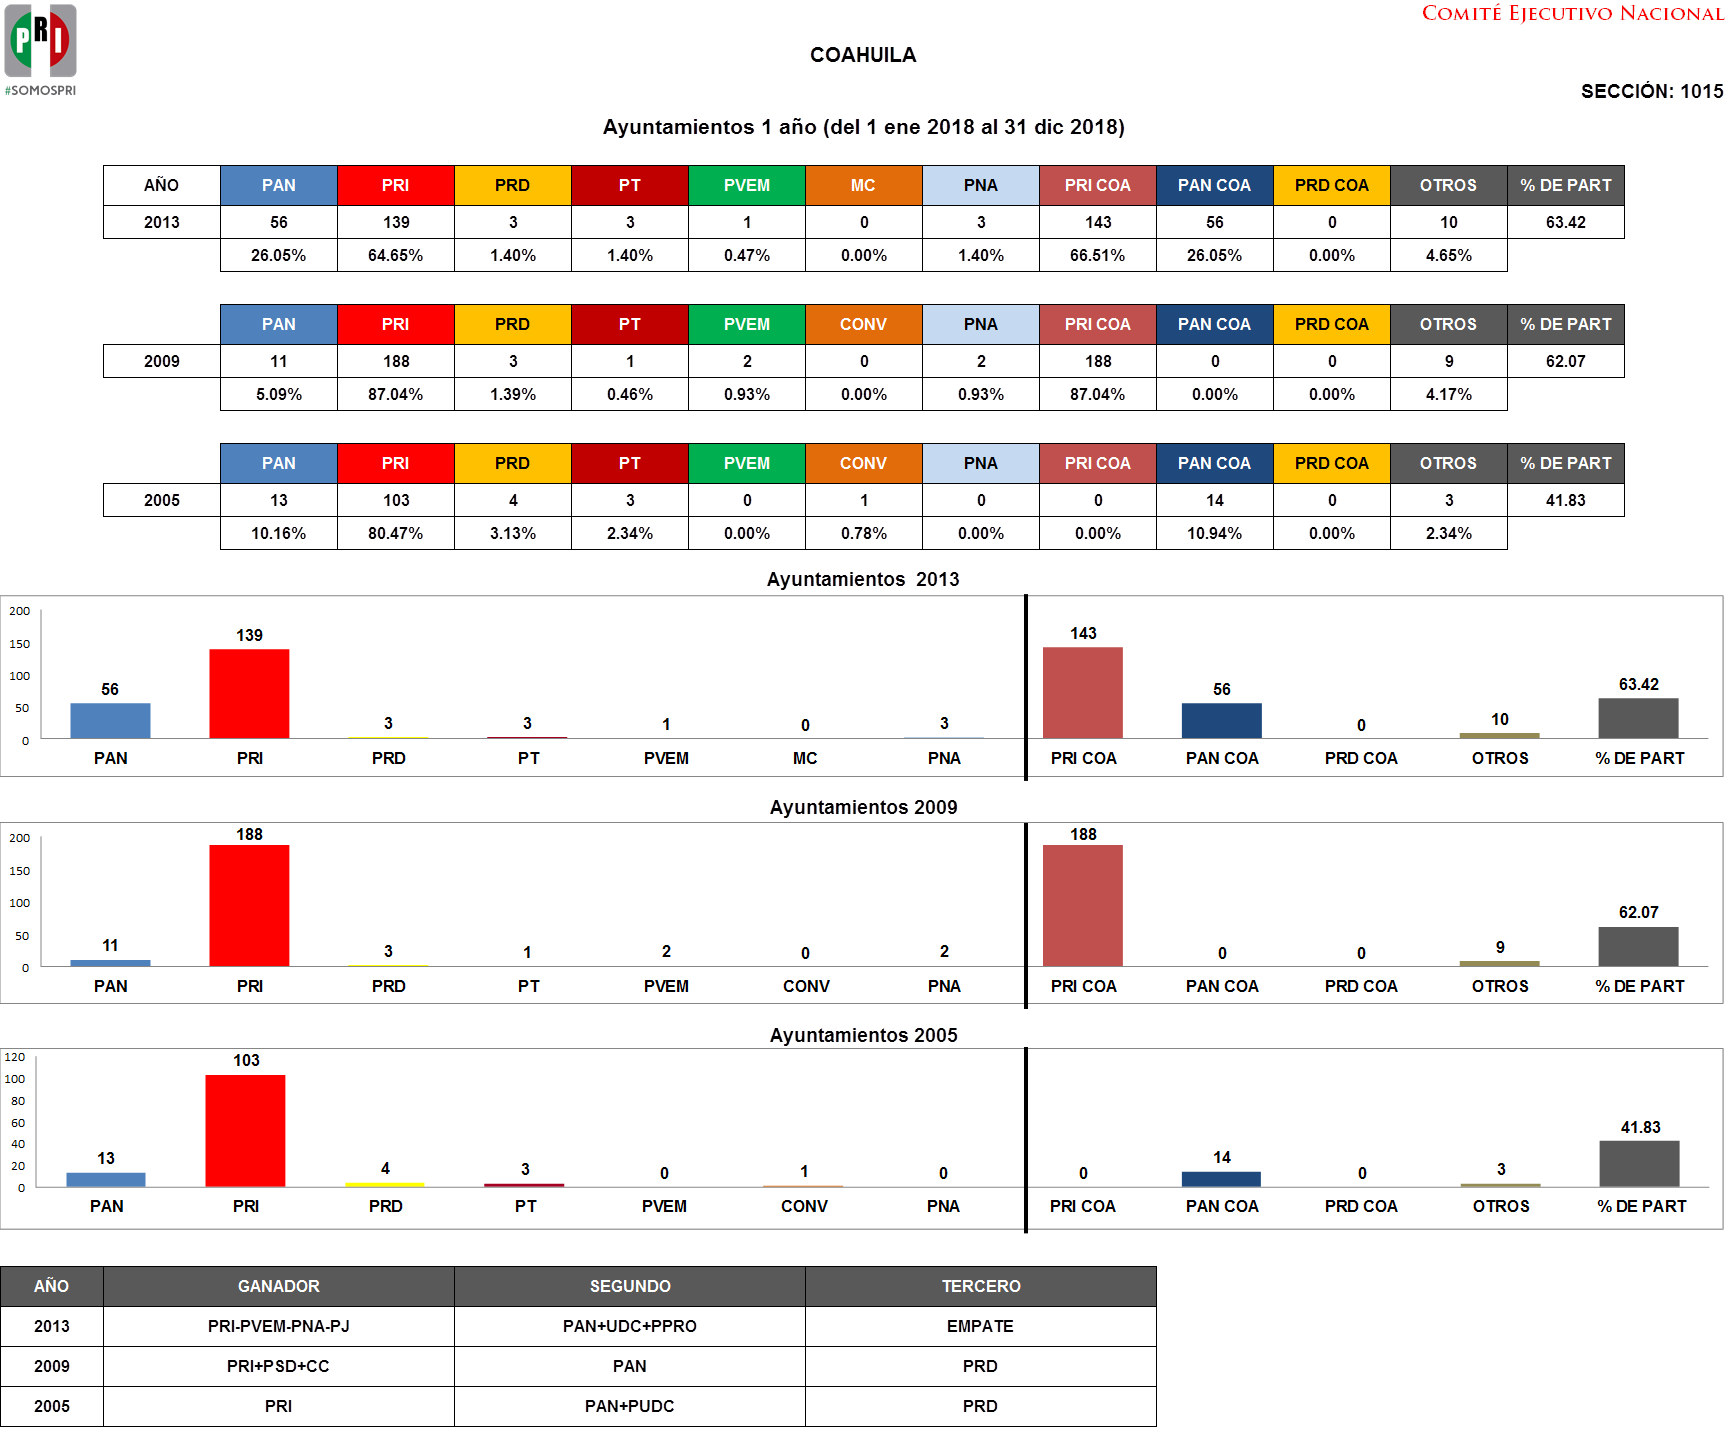 COMITÉ EJECUTIVO NACIONAL
PRI
#SOMOSPRI
COAHUILA
SECCIÓN: 1015
Ayuntamientos 1 año (del 1 ene 2018 al 31 dic 2018)
AÑO PAN PRI PRD PT PVEM MC PNA PRI COA PAN COA PRD COA OTROS % DE PART
2013 56 139 3 3 1 0 3 143 56 0 10 63.42
26.05% 64.65% 1.40% 1.40% 0.47% 0.00% 1.40% 66.51% 26.05% 0.00% 4.65%
PAN PRI PRD PT PVEM CONV PNA PRI COA PAN COA PRD COA OTROS % DE PART
2009 11 188 3 1 2 0 2 188 0 0 9 62.07
5.09% 87.04% 1.39% 0.46% 0.93% 0.00% 0.93% 87.04% 0.00% 0.00% 4.17%
PAN PRI PRD PT PVEM CONV PNA PRI COA PAN COA PRD COA OTROS % DE PART
2005 13 103 4 3 0 1 0 0 14 0 3 41.83
10.16% 80.47% 3.13% 2.34% 0.00% 0.78% 0.00% 0.00% 10.94% 0.00% 2.34%
Ayuntamientos 2013
200
150
100
50
0
56 139 3 3 1 0 3 143 56 0 10 63.42
PAN PRI PRD PT PVEM MC PNA PRI COA PAN COA PRD COA OTROS % DE PART
Ayuntamientos 2009
200
150
100
50
0
11 188 3 1 2 0 2 188 0 0 9 62.07
PAN PRI PRD PT PVEM CONV PNA PRI COA PAN COA PRD COA OTROS % DE PART
Ayuntamientos 2005
120
100
80
60
40
20
0
13 103 4 3 0 1 0 0 14 0 3 41.83
PAN PRI PRD PT PVEM CONV PNA PRI COA PAN COA PRD COA OTROS % DE PART
AÑO GANADOR SEGUNDO TERCERO
2013 PRI-PVEM-PNA-PJ PAN+UDC+PPRO EMPATE
2009 PRI+PSD+CC PAN PRD
2005 PRI PAN+PUDC PRD